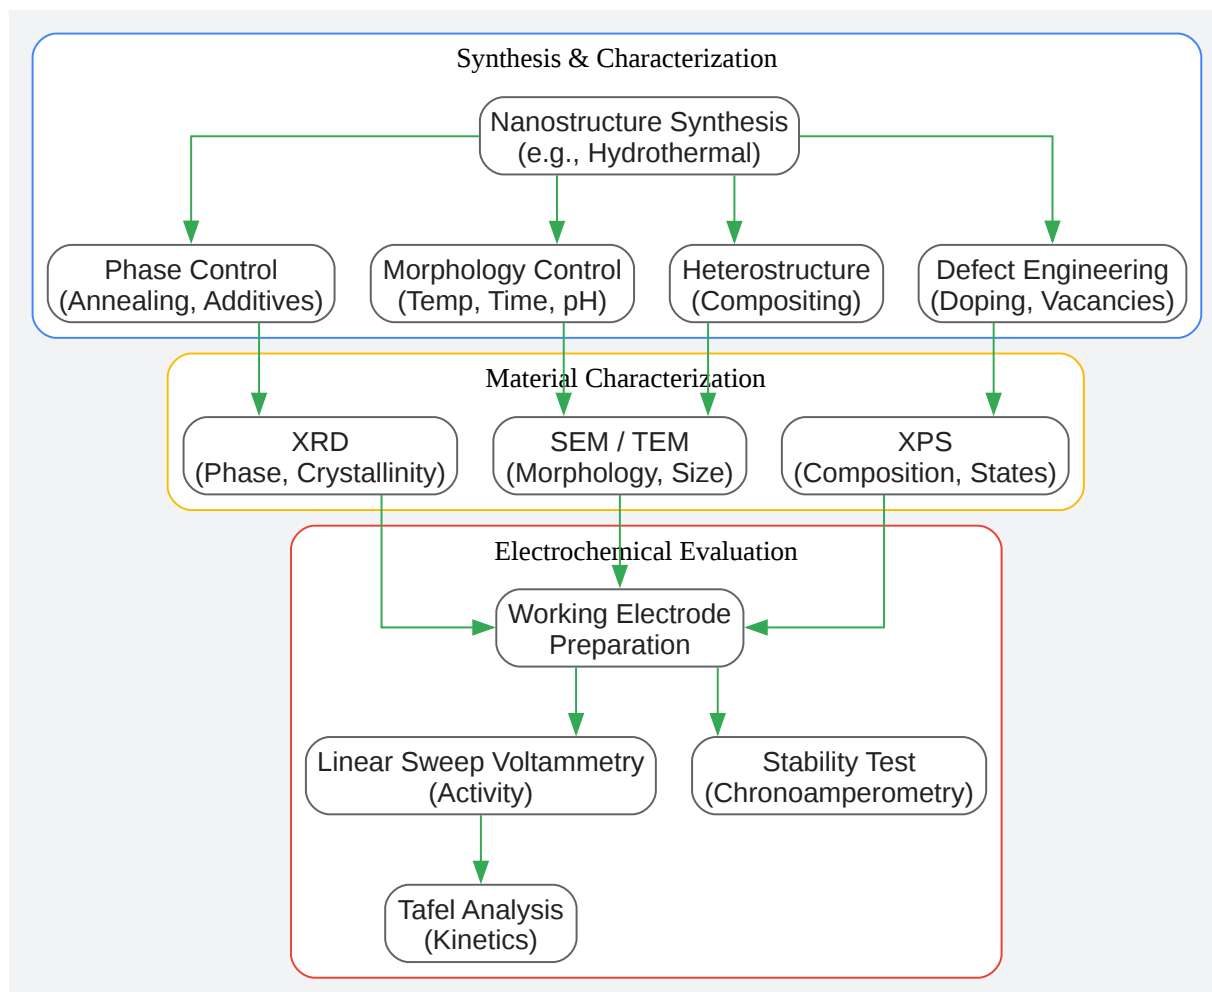 Synthesis & Characterization
Nanostructure Synthesis
(e.g., Hydrothermal)
Phase Control
(Annealing, Additives)
Morphology Control
(Temp, Time, pH)
Heterostructure
(Compositing)
Defect Engineering
(Doping, Vacancies)
Material Characterization
XRD
(Phase, Crystallinity)
SEM / TEM
(Morphology, Size)
XPS
(Composition, States)
Electrochemical Evaluation
Working Electrode
Preparation
Linear Sweep Voltammetry
(Activity)
Stability Test
(Chronoamperometry)
Tafel Analysis
(Kinetics)